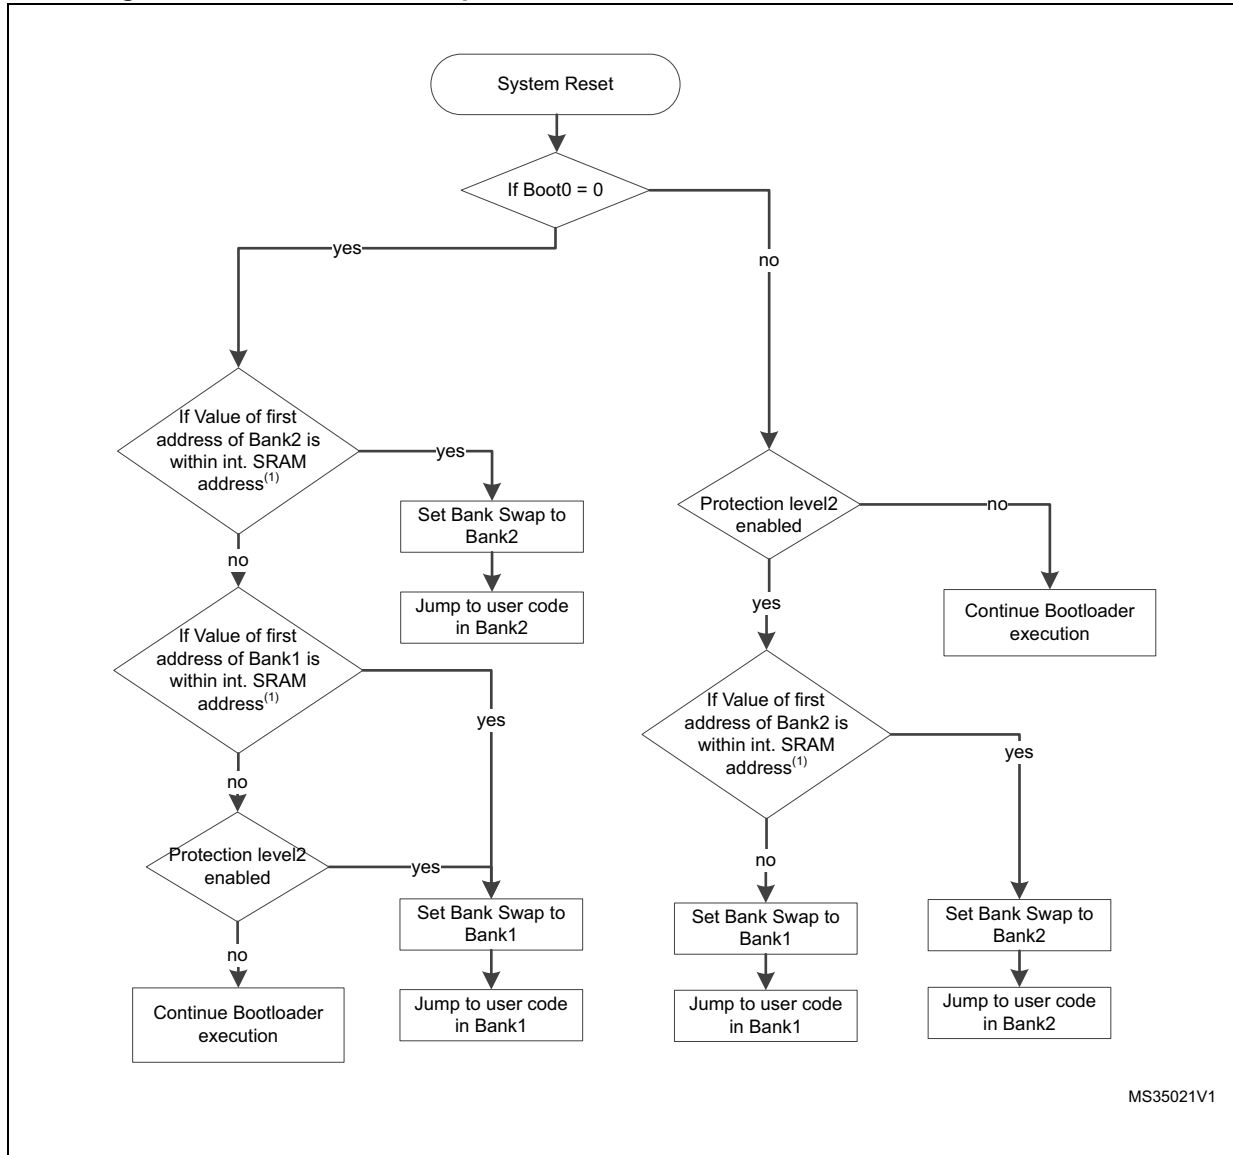 System Reset
If Boot0 = 0
yes
no
If Value of first
address of Bank2 is
within int. SRAM
address(1)
yes
Set Bank Swap to
Bank2
Jump to user code
in Bank2
no
If Value of first
address of Bank1 is
within int. SRAM
address(1)
yes
no
Protection level2
enabled
yes
no
Continue Bootloader
execution
Set Bank Swap to
Bank1
Jump to user code
in Bank1
Protection level2
enabled
no
Continue Bootloader
execution
yes
If Value of first
address of Bank2 is
within int. SRAM
address(1)
yes
no
Set Bank Swap to
Bank1
Jump to user code
in Bank1
Set Bank Swap to
Bank2
Jump to user code
in Bank2
MS35021V1